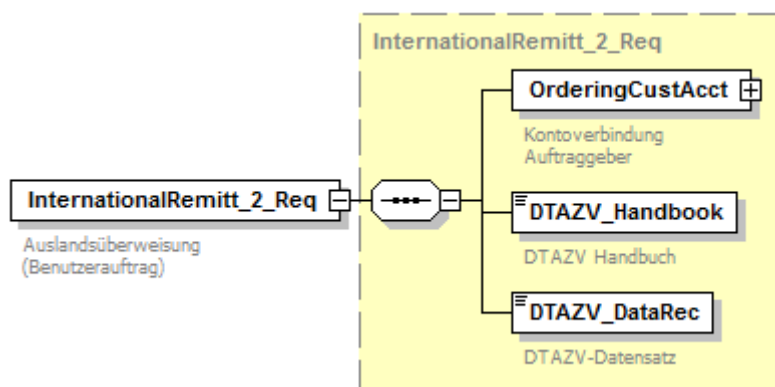 InternationalRemitt_2_Req
OrderingCustAcct
Kontoverbindung
Auftraggeber
InternationalRemitt_2_Req
Auslandsüberweisung
(Benutzerauftrag)
DTAZV_Handbook
DTAZV Handbuch
DTAZV_DataRec
DTAZV-Datensatz